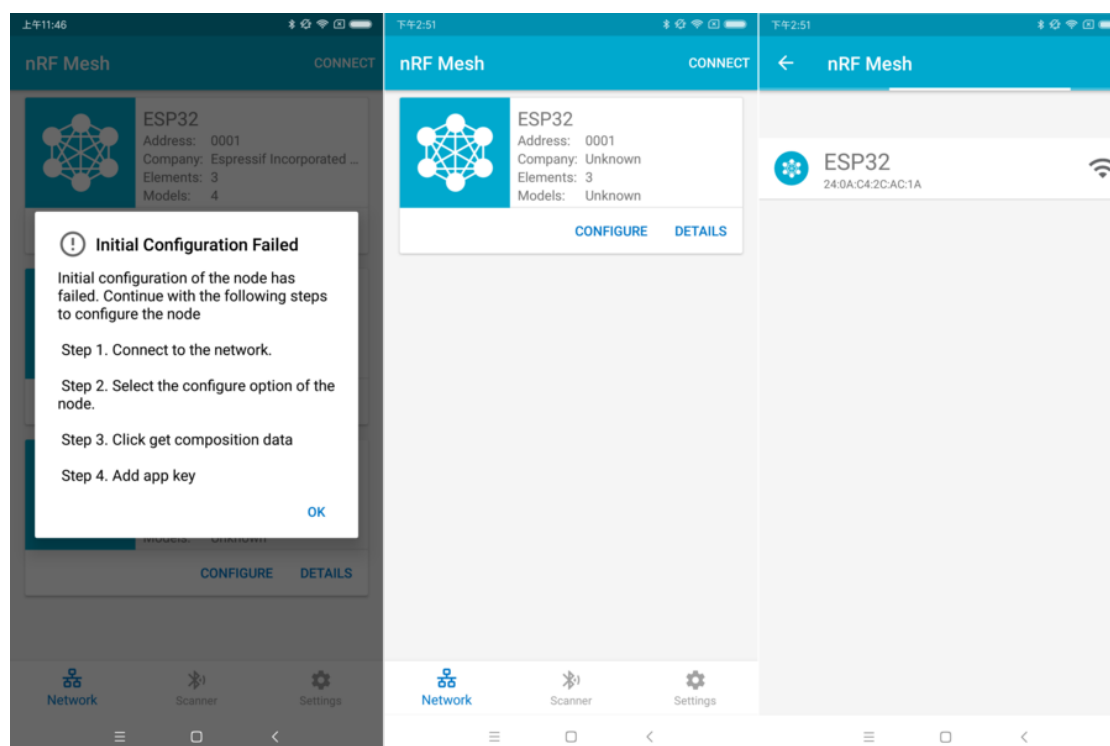 上午11:46
nRF Mesh
CONNECT
ESP32
Address: 0001
Company: Espressif Incorporated ...
Elements: 3
Models: 4
Initial Configuration Failed
Initial configuration of the node has
failed. Continue with the following steps
to configure the node
Step 1. Connect to the network.
Step 2. Select the configure option of the
node.
Step 3. Click get composition data
Step 4. Add app key
OK
Models: Unknown
CONFIGURE DETAILS
Network Scanner Settings
下午2:51
nRF Mesh
CONNECT
ESP32
Address: 0001
Company: Unknown
Elements: 3
Models: Unknown
CONFIGURE DETAILS
Network Scanner Settings
下午2:51
nRF Mesh
ESP32
24:0A:C4:2C:AC:1A